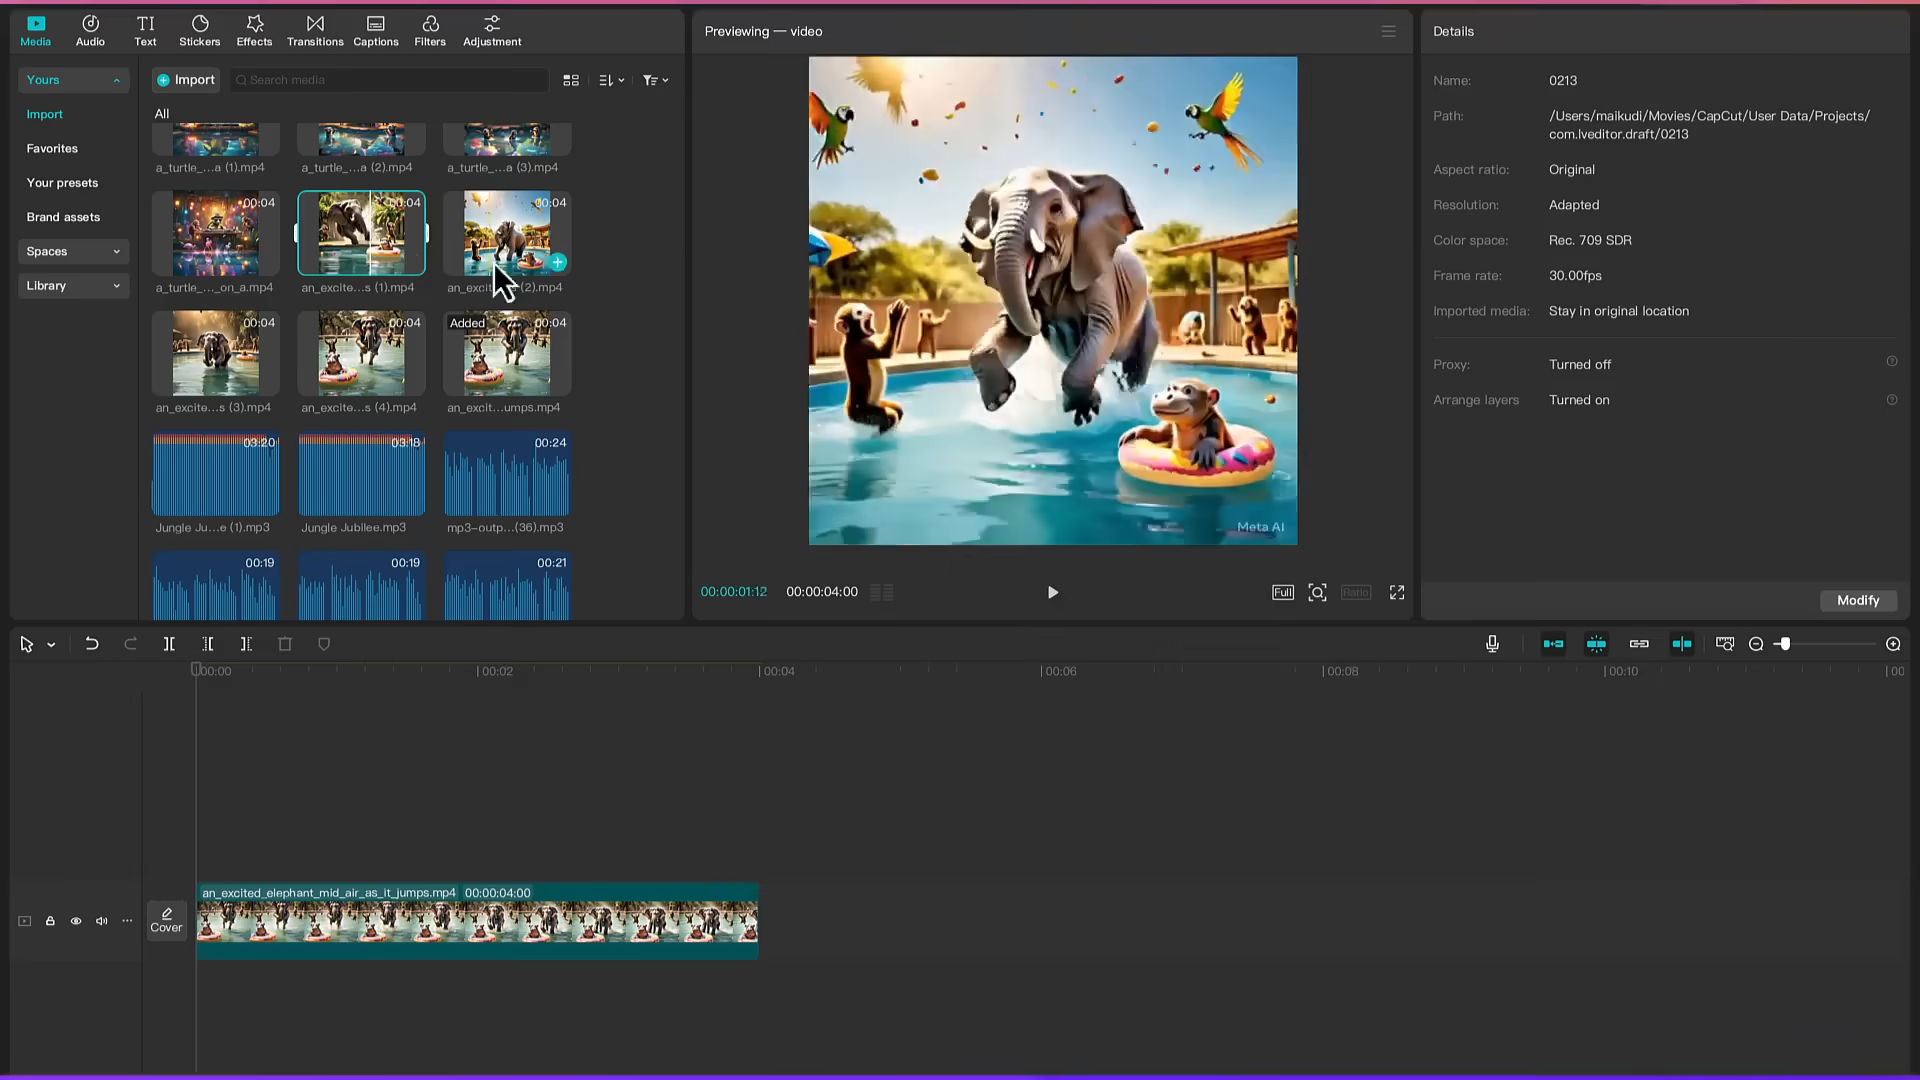 Media
Audio
Text
Stickers
Effects
Transitions
Captions
Filters
Adjustment
Yours
Import
Favorites
Your presets
Brand assets
Spaces
Library
Import
Search media
All
a_turtle_...a (1).mp4
a_turtle_...a (2).mp4
a_turtle_...a (3).mp4
00:04
00:04
00:04
a_turtle_..._on_a.mp4
an_excite...s (1).mp4
an_excit (2).mp4
00:04
00:04
Added
00:04
an_excite...s (3).mp4
an_excite...s (4).mp4
an_excit...umps.mp4
03:20
03:18
00:24
Jungle Ju...e (1).mp3
Jungle Jubilee.mp3
mp3-outp...(36).mp3
00:19
00:19
00:21
Previewing — video
Meta AI
00:00:01:12
00:00:04:00
Full
Ratio
Details
Name: 0213
Path: /Users/maikudi/Movies/CapCut/User Data/Projects/
com.lveditor.draft/0213
Aspect ratio: Original
Resolution: Adapted
Color space: Rec. 709 SDR
Frame rate: 30.00fps
Imported media: Stay in original location
Proxy: Turned off
Arrange layers Turned on
Modify
00:00
00:02
00:04
00:06
00:08
00:10
00
Cover
an_excited_elephant_mid_air_as_it_jumps.mp4 00:00:04:00